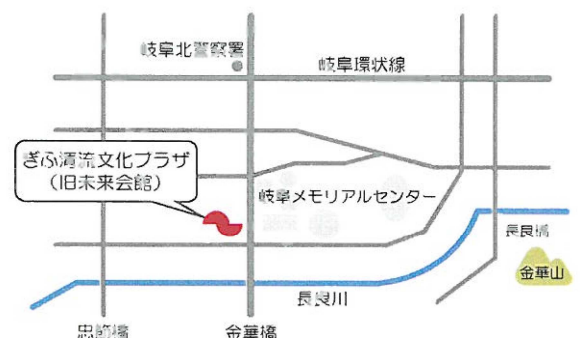 岐阜北警察署
岐阜環状線
ぎふ清流文化プラザ
(旧未来会館)
岐阜メモリアルセンター
長良橋
金華山
長良川
忠節橋
金華橋